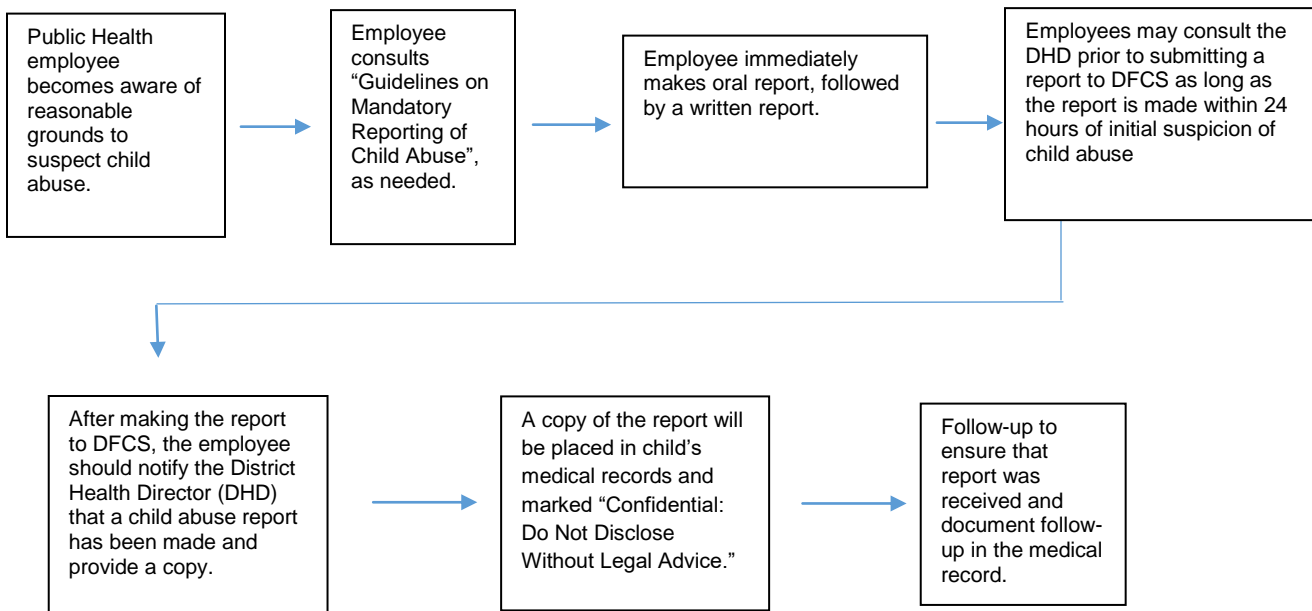 Public Health
employee
becomes aware of
reasonable
grounds to
suspect child
abuse.
Employee
consults
“Guidelines on
Mandatory
Reporting of
Child Abuse”,
as needed.
Employee immediately
makes oral report, followed
by a written report.
Employees may consult the
DHD prior to submitting a
report to DFCS as long as
the report is made within 24
hours of initial suspicion of
child abuse
After making the report
to DFCS, the employee
should notify the District
Health Director (DHD)
that a child abuse report
has been made and
provide a copy.
A copy of the report will
be placed in child’s
medical records and
marked “Confidential:
Do Not Disclose
Without Legal Advice.”
Follow-up to
ensure that
report was
received and
document follow-
up in the medical
record.